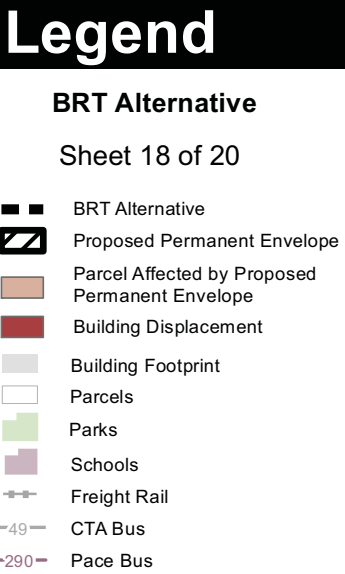 Legend
BRT Alternative
Sheet 18 of 20
BRT Alternative
Proposed Permanent Envelope
Parcel Affected by Proposed
Permanent Envelope
Building Displacement
Building Footprint
Parcels
Parks
Schools
Freight Rail
49 CTA Bus
290 Pace Bus